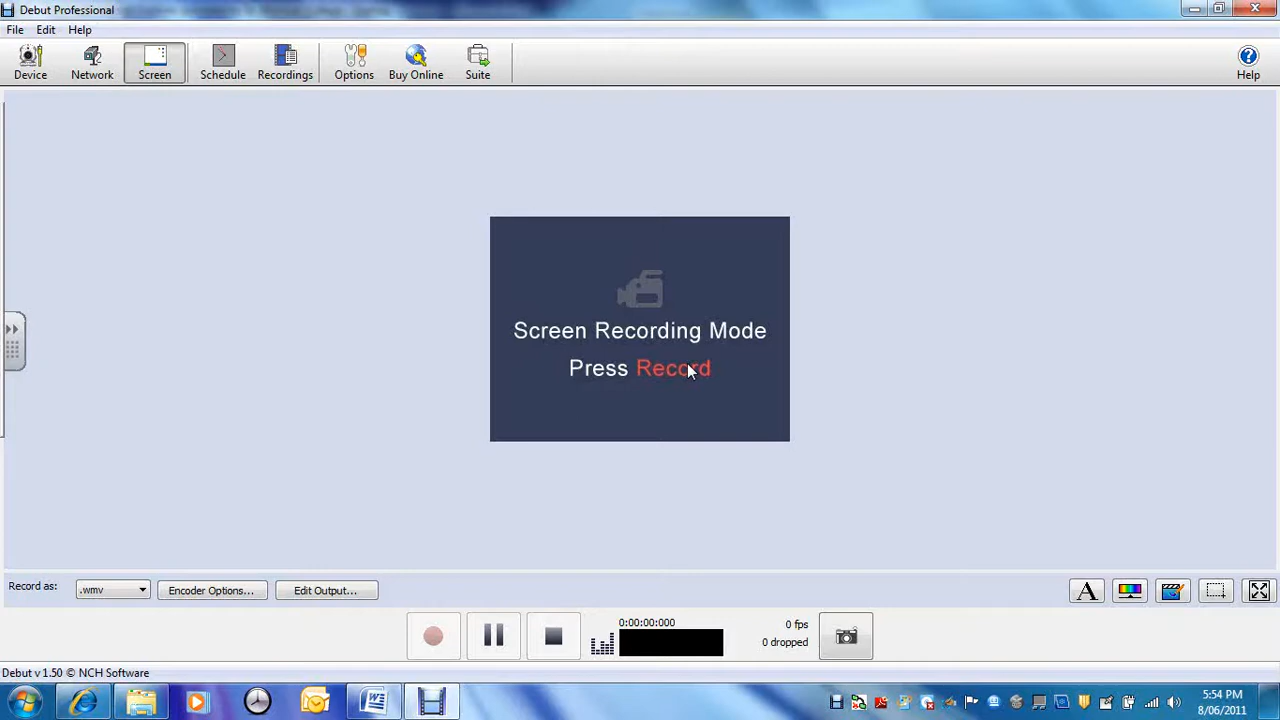 Debut Professional
File Edit Help
Device Network Screen Schedule Recordings Options Buy Online Suite Help
Screen Recording Mode
Press Record
Record as: .wmv Encoder Options... Edit Output...
A
0:00:00:000 0 fps
0 dropped
Debut v 1.50 © NCH Software
5:54 PM
8/06/2011